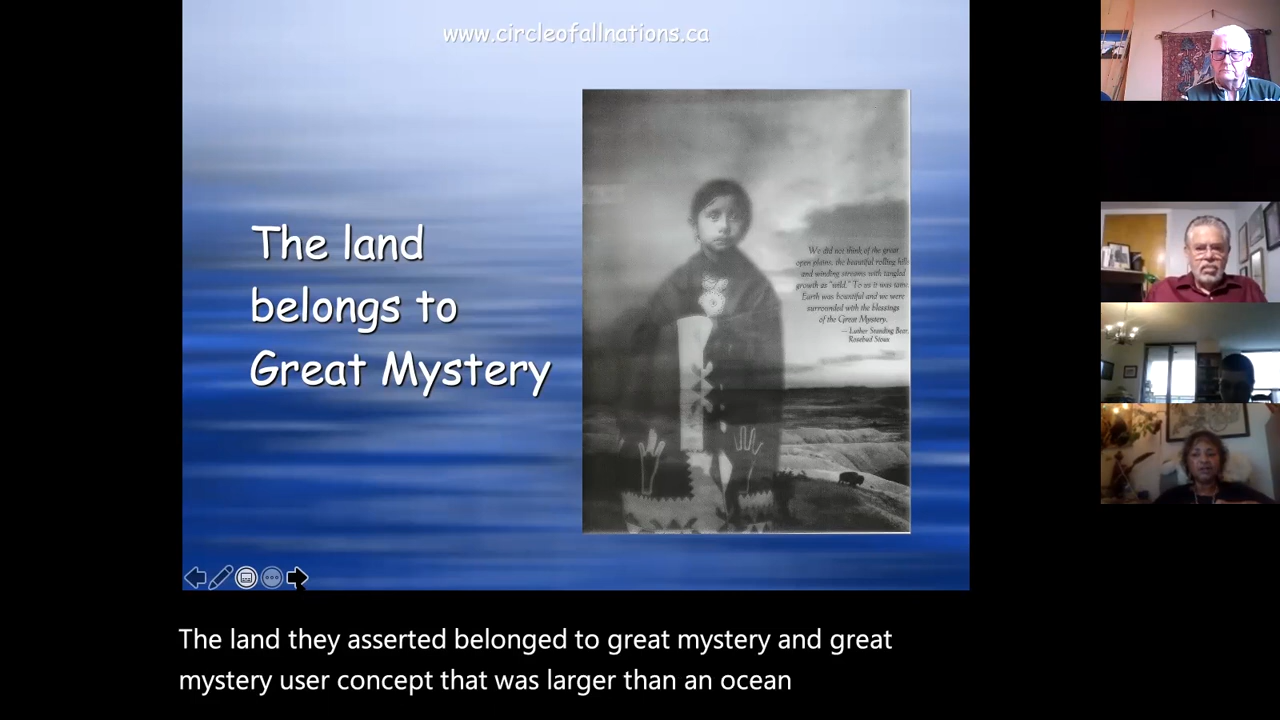 www.circleofallnations.ca
The land
belongs to
Great Mystery
We did not think of the great
open plains, the beautiful rolling hills
and winding streams with tangled
growth as "wild." To us it was tame.
Earth was bountiful and we were
surrounded with the blessings
of the Great Mystery.
— Luther Standing Bear,
Rosebud Sioux
The land they asserted belonged to great mystery and great
mystery user concept that was larger than an ocean